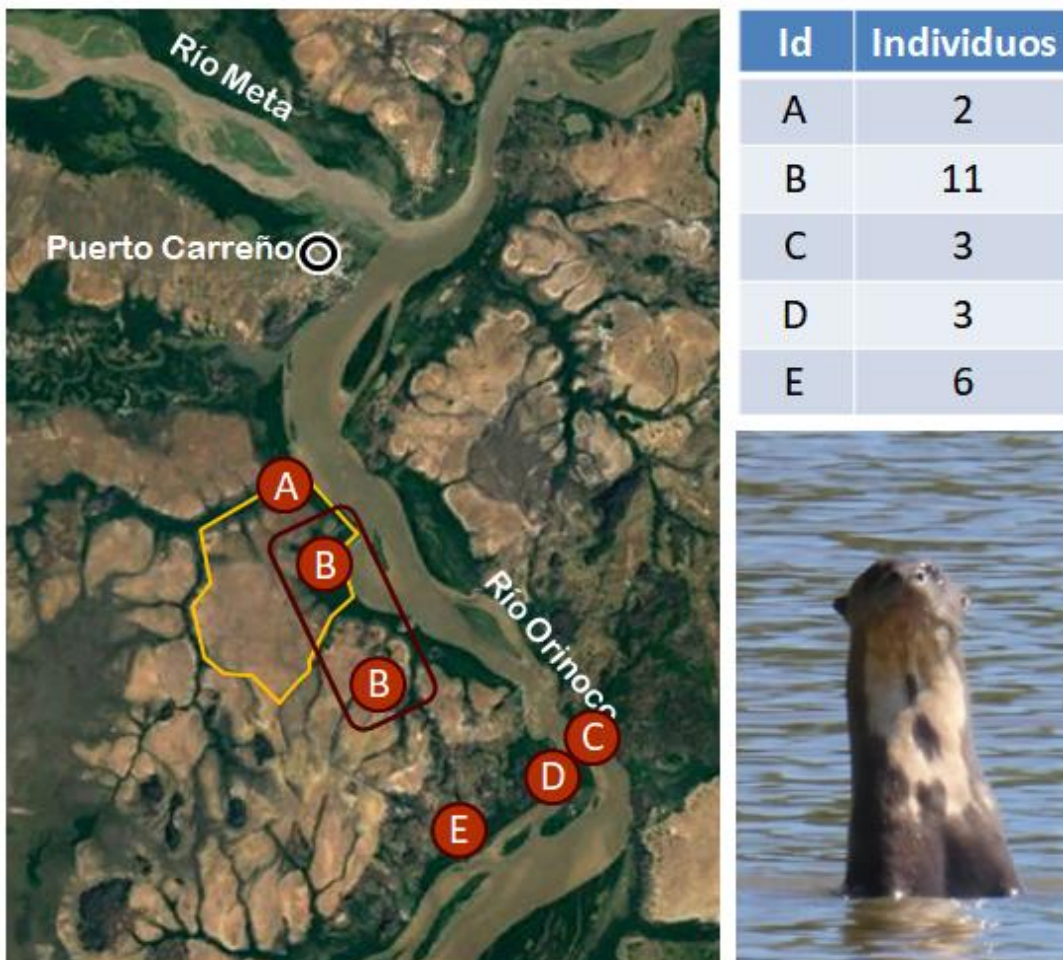 Río Meta
Puerto Carreño
A
B
B
Río Orinoco
C
D
E
Id Individuos
A 2
B 11
C 3
D 3
E 6